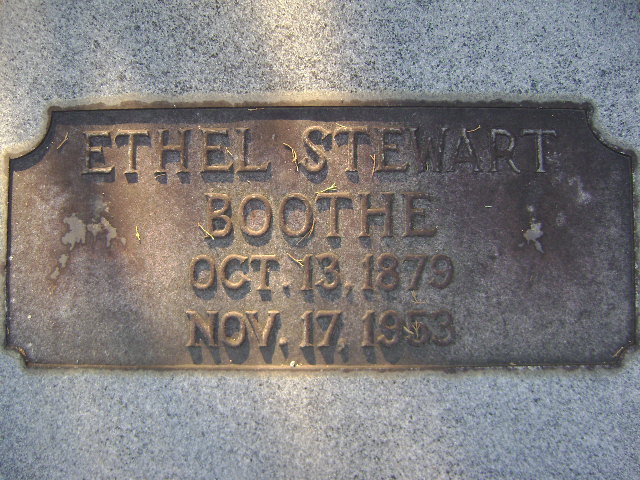 ETHEL STEWART
BOOTHE
OCT. 13, 1879
NOV. 17, 1953